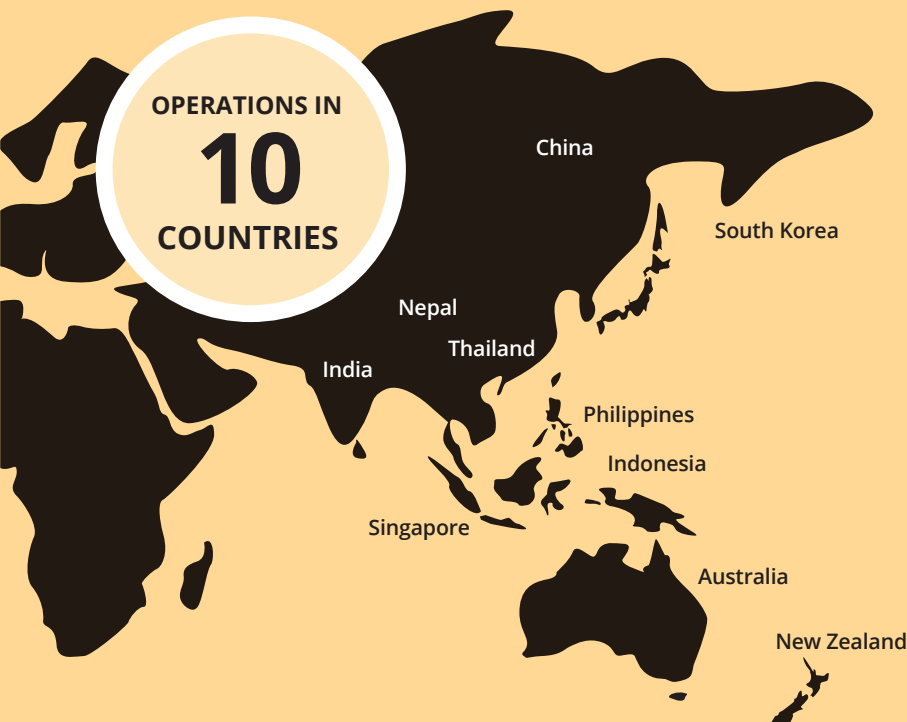 OPERATIONS IN
10
COUNTRIES
China
South Korea
Nepal
Thailand
India
Philippines
Indonesia
Singapore
Australia
New Zealand